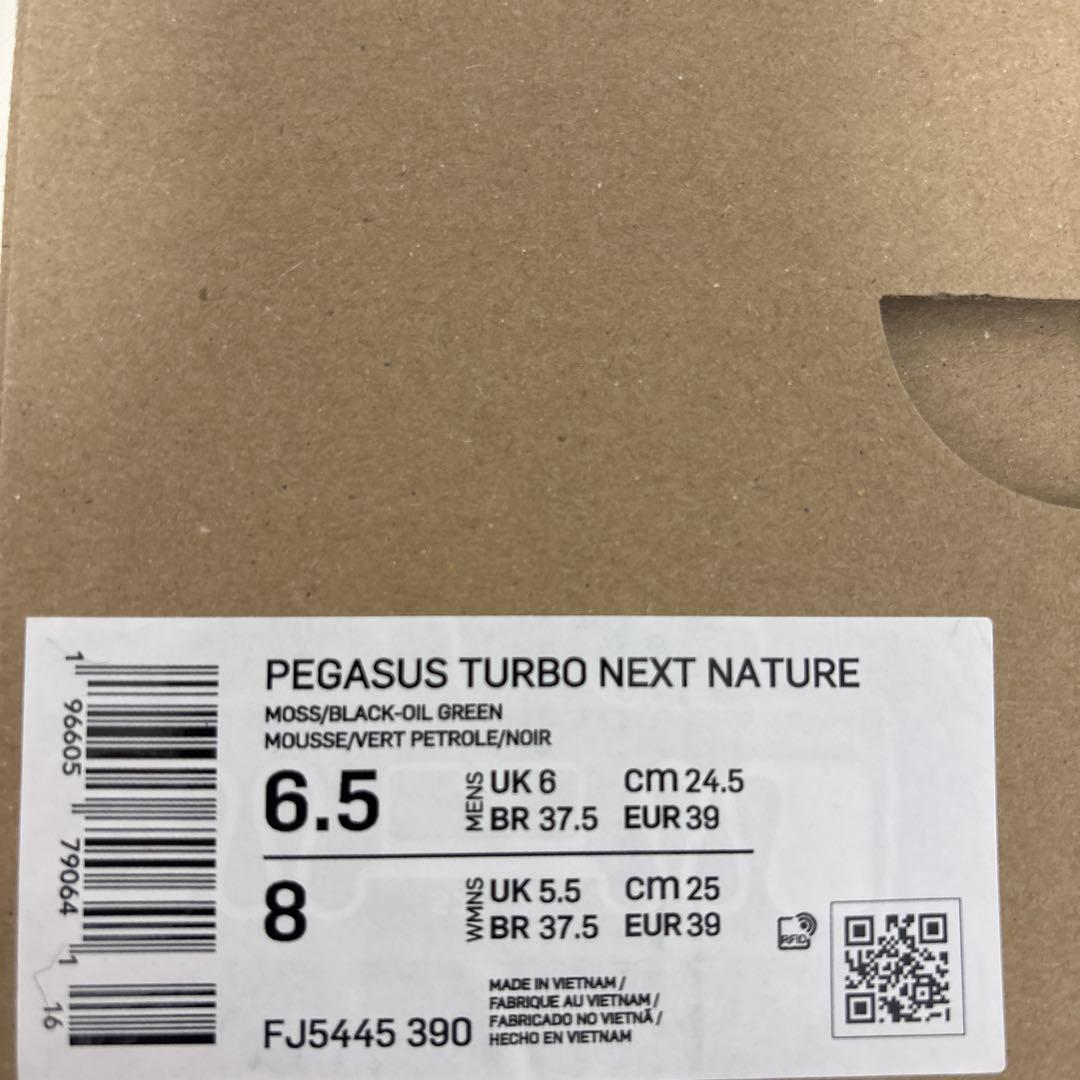 PEGASUS TURBO NEXT NATURE
MOSS/BLACK-OIL GREEN
MOUSSE/VERT PETROLE/NOIR
6.5 MENS UK 6 cm 24.5
BR 37.5 EUR 39
8 WMNS UK 5.5 cm 25
BR 37.5 EUR 39
RFID
FJ5445 390
MADE IN VIETNAM /
FABRIQUE AU VIETNAM /
FABRICADO NO VIETNÃ /
HECHO EN VIETNAM
1 96605 79064 1 16